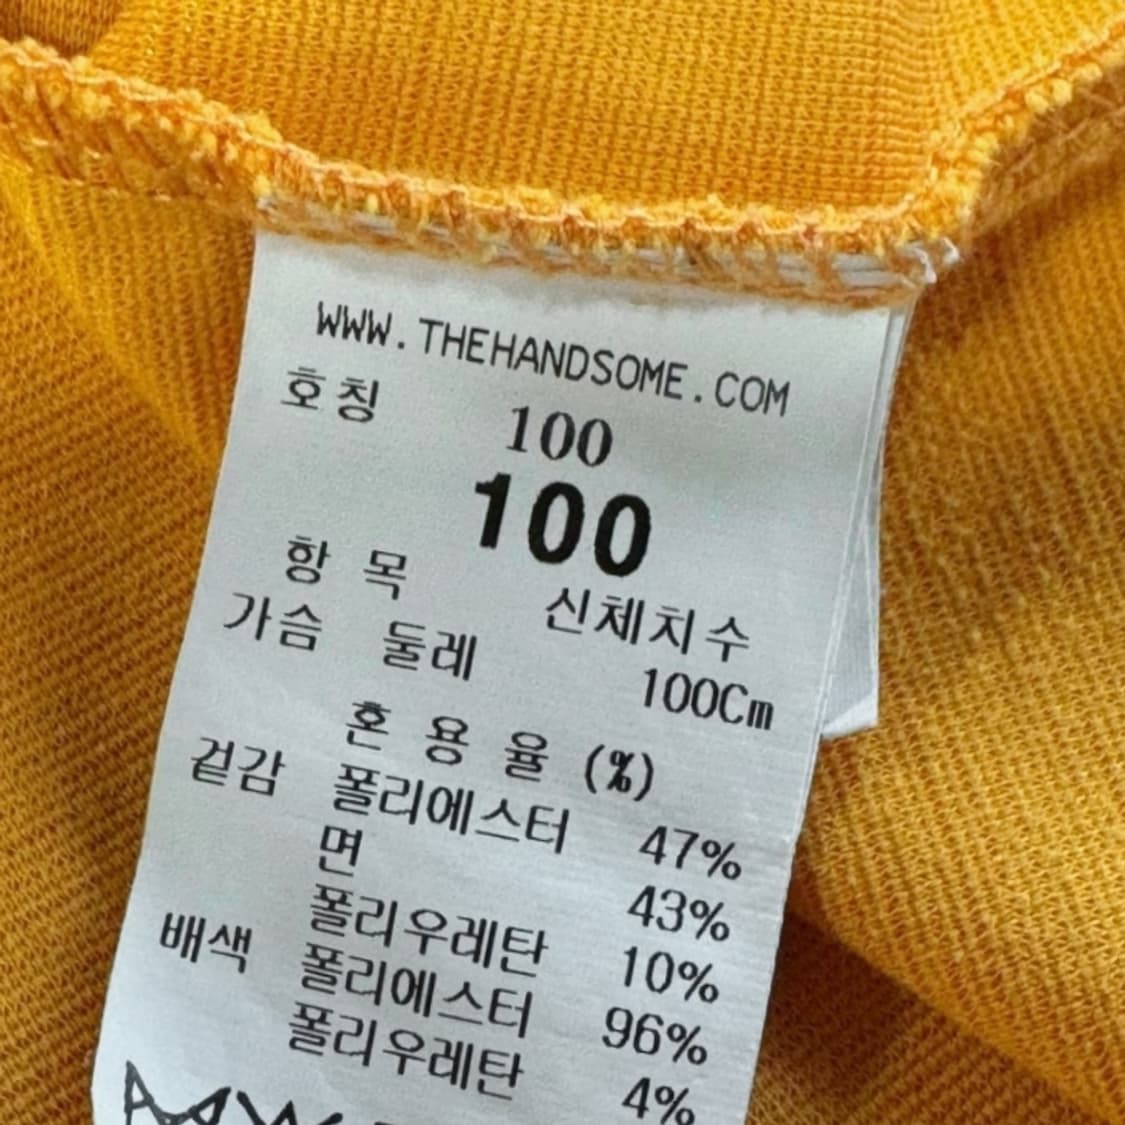 WWW.THEHANDSOME.COM
호칭 100
100
항 목 신체치수
가슴 둘레 100Cm
혼 용 율 (%)
겉감 폴리에스터 47%
면 43%
폴리우레탄 10%
배색 폴리에스터 96%
폴리우레탄 4%